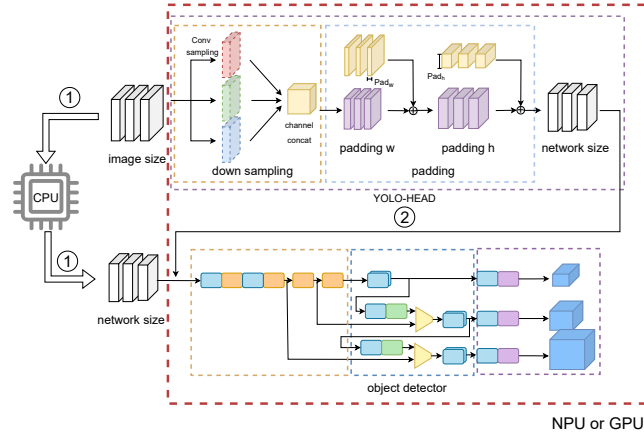 Conv
sampling
Pad_w
Pad_h
①
channel
concat
image size
padding w
padding h
network size
down sampling
padding
CPU
YOLO-HEAD
②
①
network size
object detector
NPU or GPU